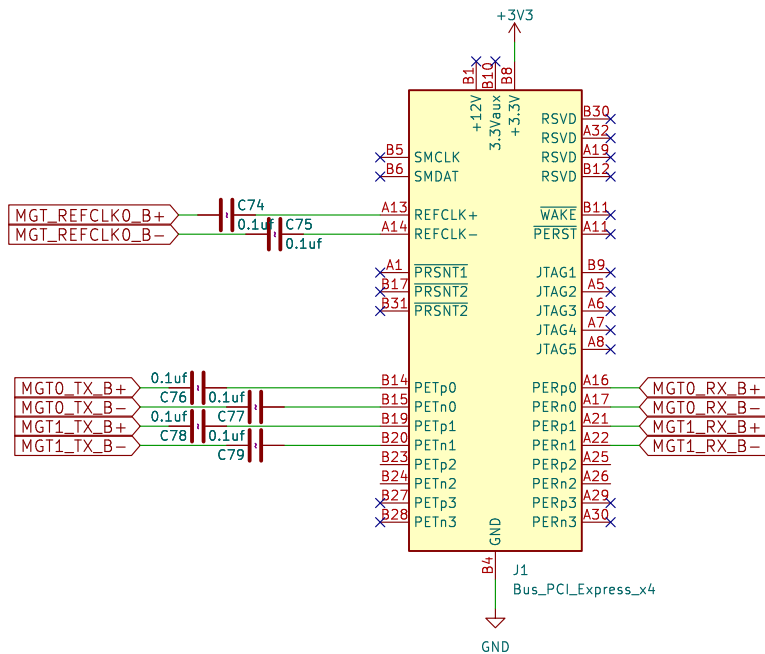 +3V3
B1
B10
B8
+12V
3.3Vaux
+3.3V
B5 SMCLK
B6 SMDAT
RSVD B30
RSVD A32
RSVD A19
RSVD B12
MGT_REFCLK0_B+
C74
0.1uf
A13 REFCLK+
MGT_REFCLK0_B-
C75
0.1uf
A14 REFCLK-
WAKE B11
PERST A11
A1 PRSNT1
B17 PRSNT2
B31 PRSNT2
JTAG1 B9
JTAG2 A5
JTAG3 A6
JTAG4 A7
JTAG5 A8
MGT0_TX_B+
0.1uf
C76
B14 PETp0
MGT0_TX_B-
0.1uf
C77
B15 PETn0
MGT1_TX_B+
0.1uf
C78
B19 PETp1
MGT1_TX_B-
0.1uf
C79
B20 PETn1
B23 PETp2
B24 PETn2
B27 PETp3
B28 PETn3
PERp0 A16 MGT0_RX_B+
PERn0 A17 MGT0_RX_B-
PERp1 A21 MGT1_RX_B+
PERn1 A22 MGT1_RX_B-
PERp2 A25
PERn2 A26
PERp3 A29
PERn3 A30
GND
B4
J1
Bus_PCI_Express_x4
GND